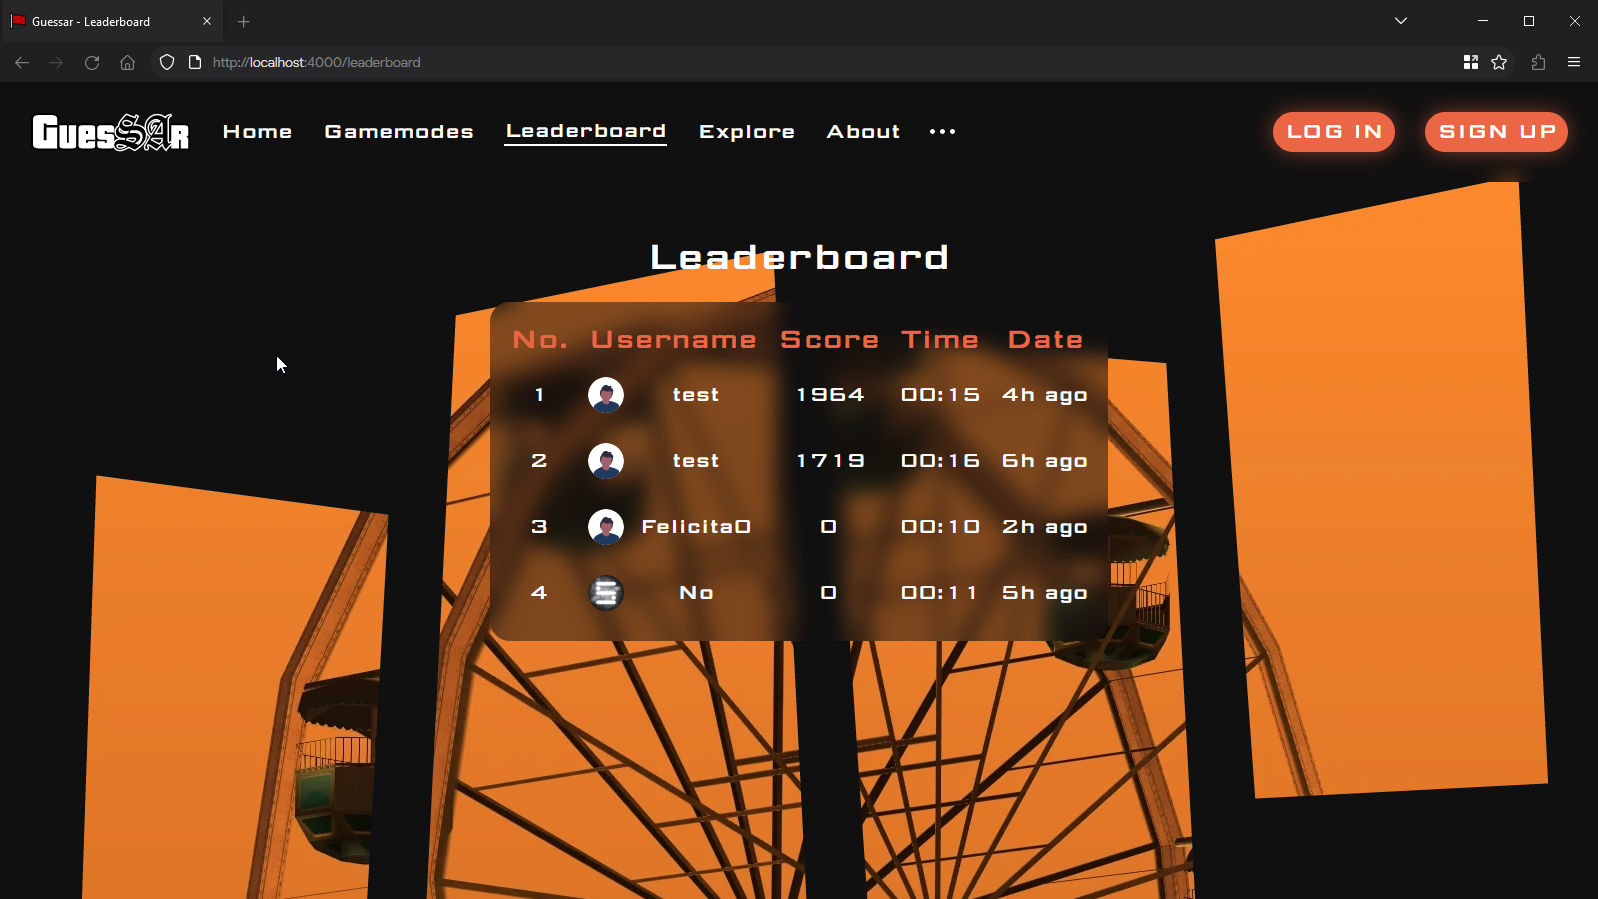 Guessar - Leaderboard
http://localhost:4000/leaderboard
GuesSAr
Home Gamemodes Leaderboard Explore About
LOG IN SIGN UP
Leaderboard
No. Username Score Time Date
1 test 1964 00:15 4h ago
2 test 1719 00:16 6h ago
3 Felicita0 0 00:10 2h ago
4 No 0 00:11 5h ago